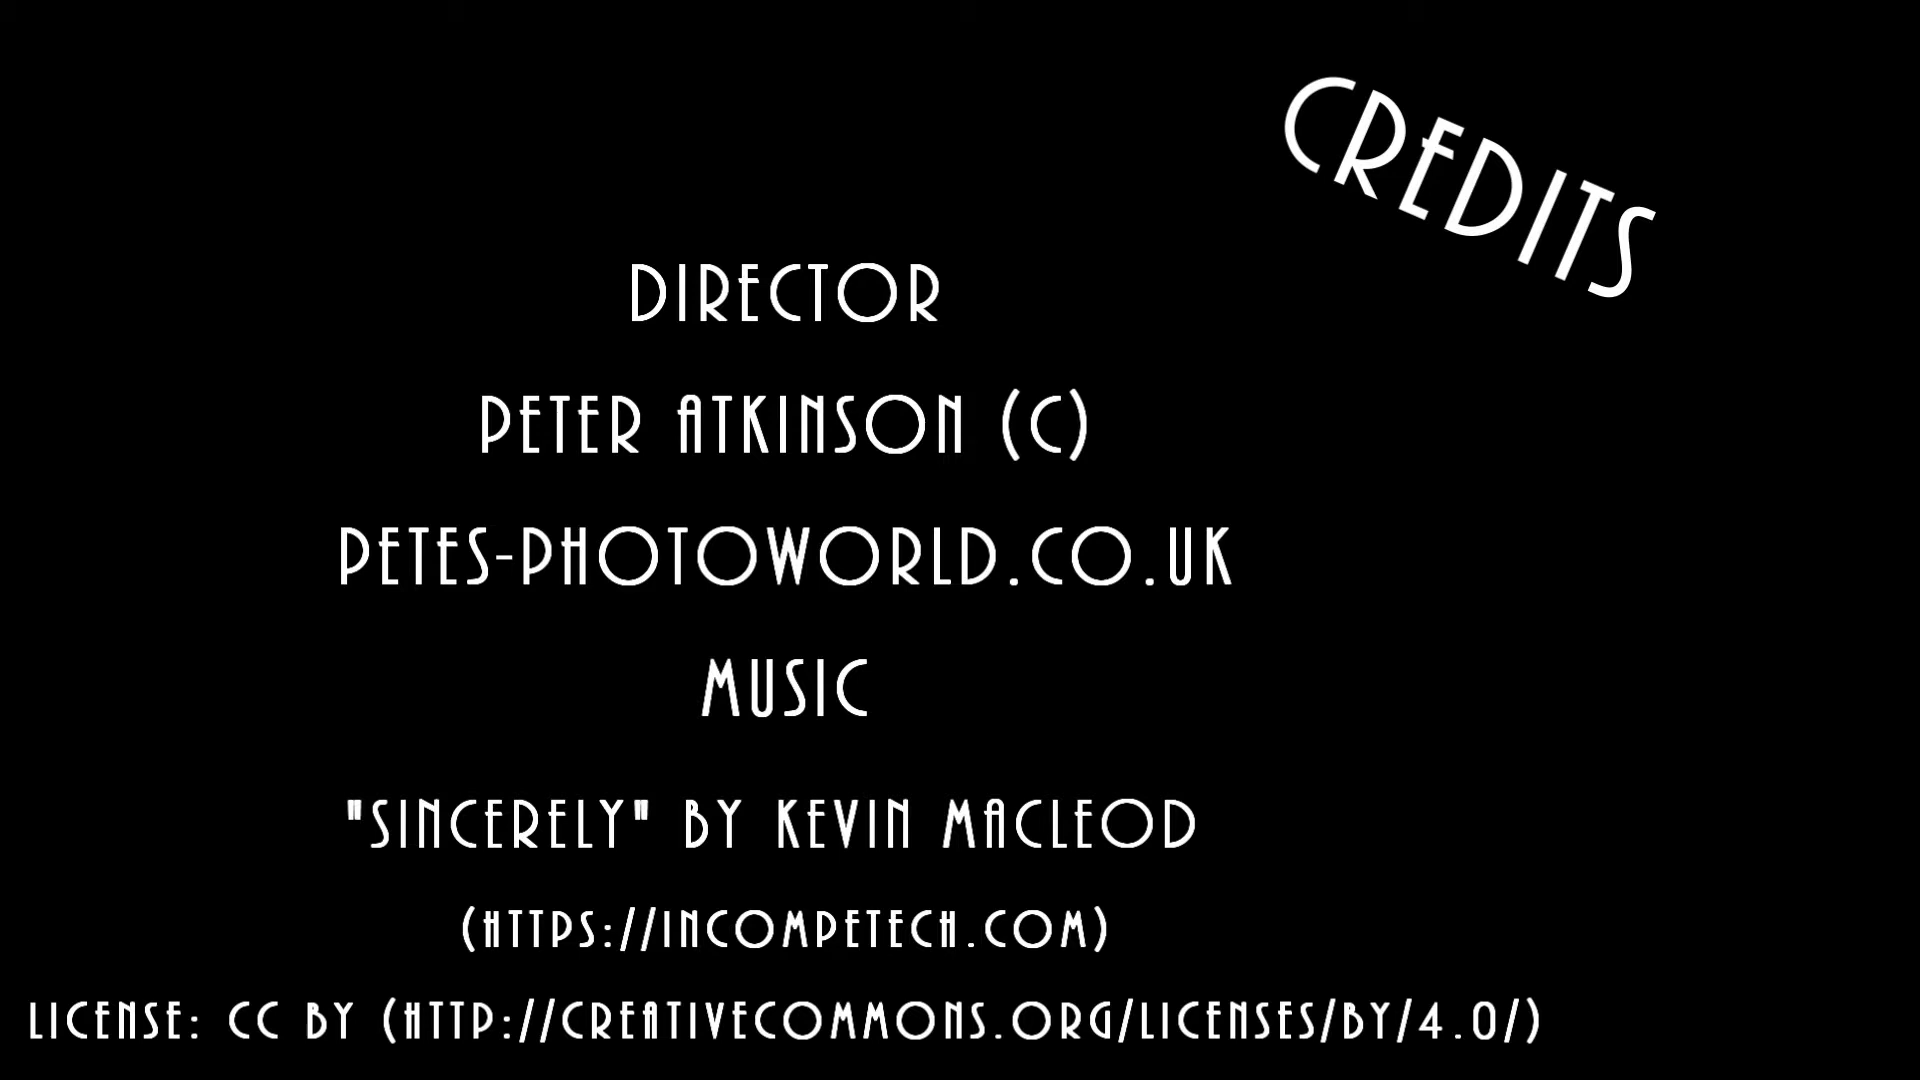 CREDITS
DIRECTOR
PETER ATKINSON (C)
PETES-PHOTOWORLD.CO.UK
MUSIC
"SINCERELY" BY KEVIN MACLEOD
(HTTPS://INCOMPETECH.COM)
LICENSE: CC BY (HTTP://CREATIVECOMMONS.ORG/LICENSES/BY/4.0/)